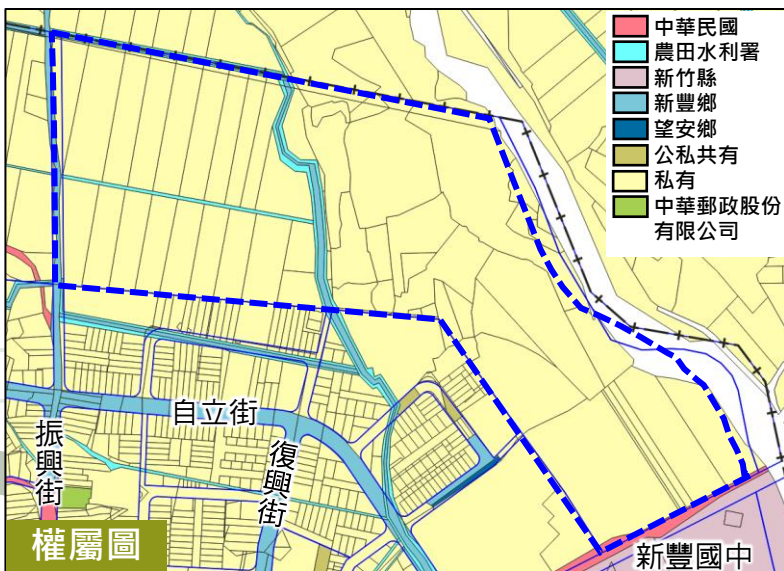 中華民國
農田水利署
新竹縣
新豐鄉
望安鄉
公私共有
私有
中華郵政股份
有限公司
自立街
振興街
復興街
權屬圖
新豐國中